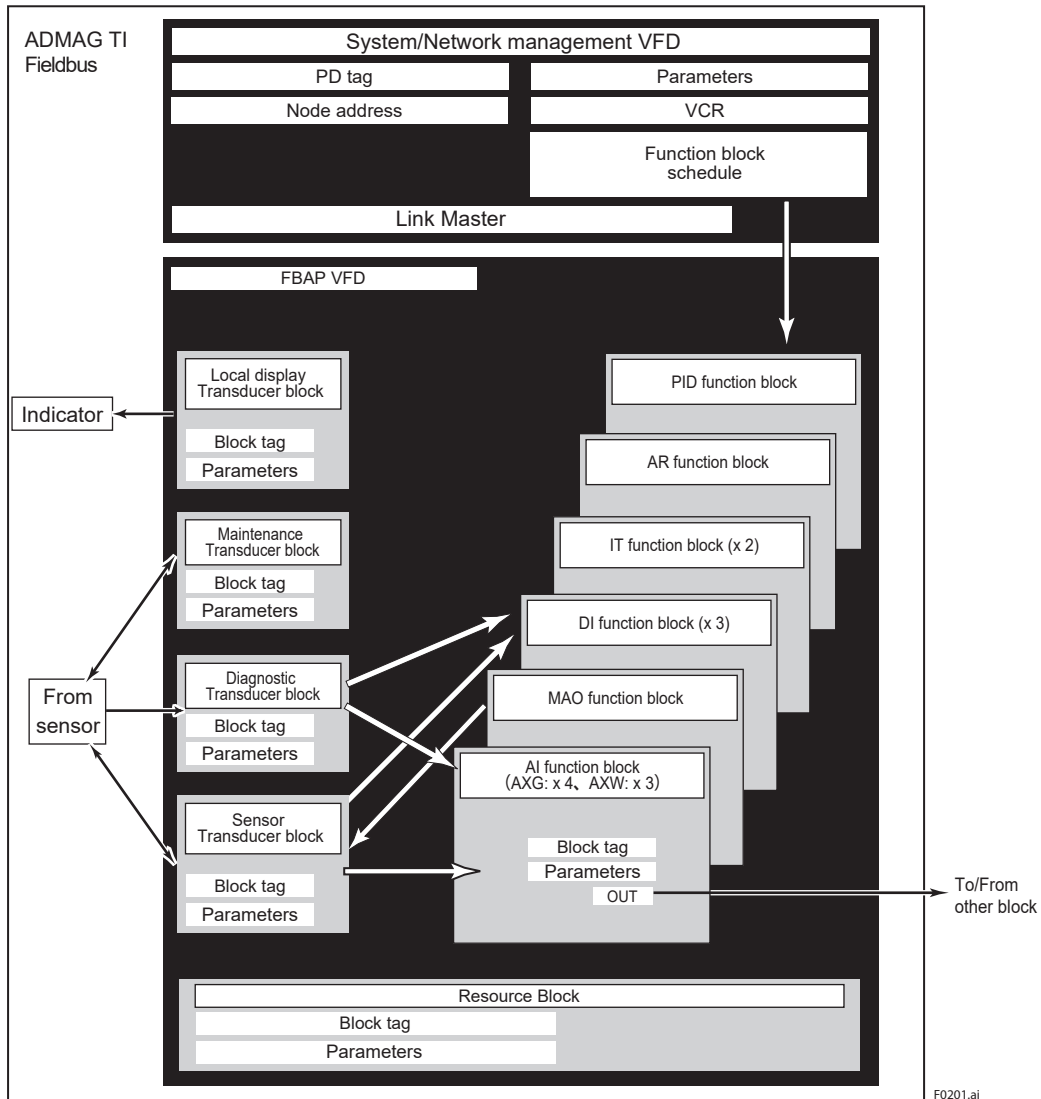 ADMAG TI
Fieldbus
System/Network management VFD
PD tag
Parameters
Node address
VCR
Function block
schedule
Link Master
FBAP VFD
Local display
Transducer block
Block tag
Parameters
Indicator
Maintenance
Transducer block
Block tag
Parameters
Diagnostic
Transducer block
Block tag
Parameters
From
sensor
Sensor
Transducer block
Block tag
Parameters
PID function block
AR function block
IT function block (x 2)
DI function block (x 3)
MAO function block
AI function block
(AXG: x 4、AXW: x 3)
Block tag
Parameters
OUT
To/From
other block
Resource Block
Block tag
Parameters
F0201.ai